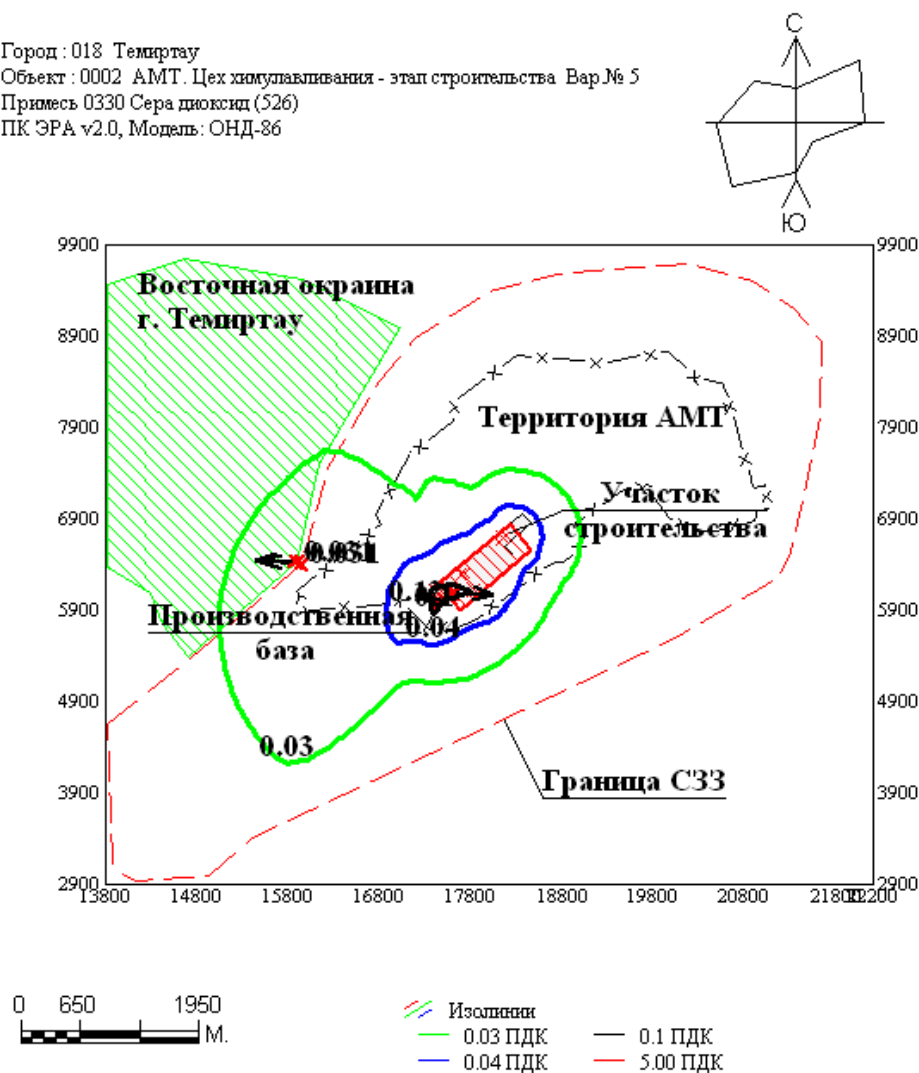 С
Город : 018 Темиртау
Объект : 0002 АМТ. Цех химулавливания - этап строительства Вар.№ 5
Примесь 0330 Сера диоксид (526)
ПК ЭРА v2.0, Модель: ОНД-86
Ю
9900 9900
Восточная окраина
г. Темиртау
8900 8900
7900 Территория АМТ 7900
6900 Участок 6900
строительства
5900 Производственная 0.04 5900
база
4900 4900
0.03
3900 Граница СЗЗ 3900
2900 2900
13800 14800 15800 16800 17800 18800 19800 20800 21800
0 650 1950
М.
Изолинии
0.03 ПДК 0.1 ПДК
0.04 ПДК 5.00 ПДК